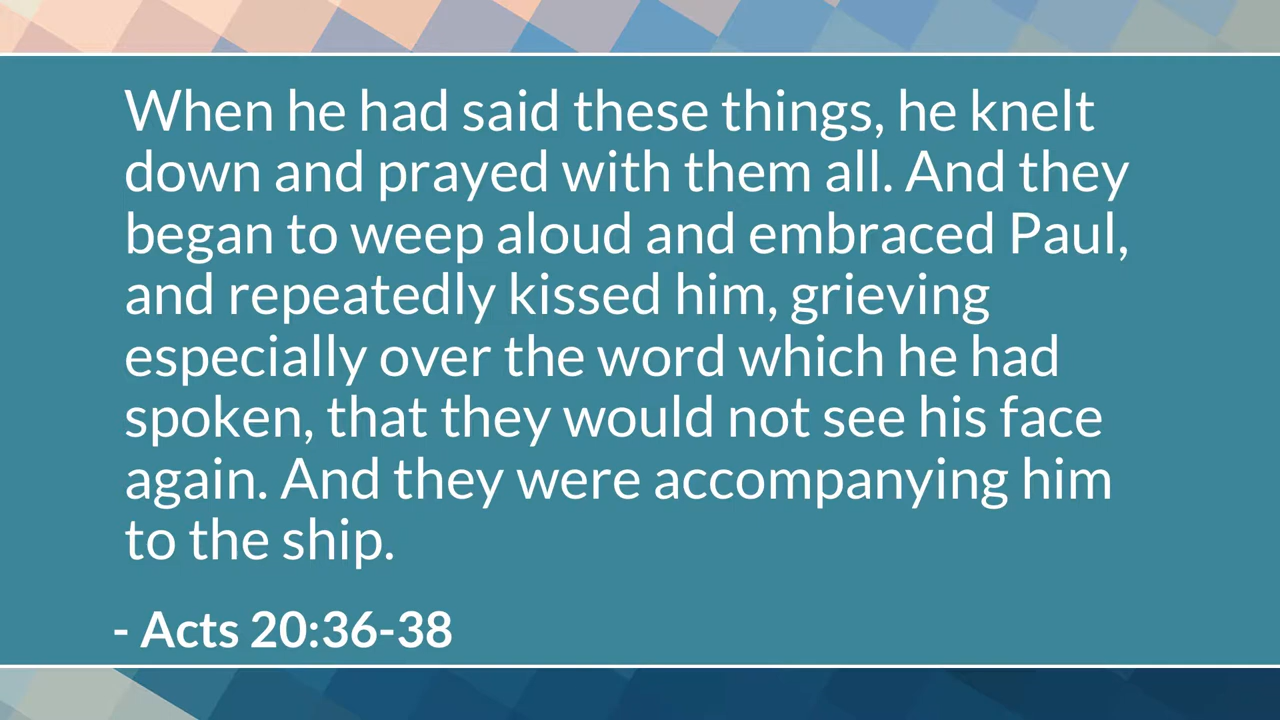 When he had said these things, he knelt
down and prayed with them all. And they
began to weep aloud and embraced Paul,
and repeatedly kissed him, grieving
especially over the word which he had
spoken, that they would not see his face
again. And they were accompanying him
to the ship.
- Acts 20:36-38